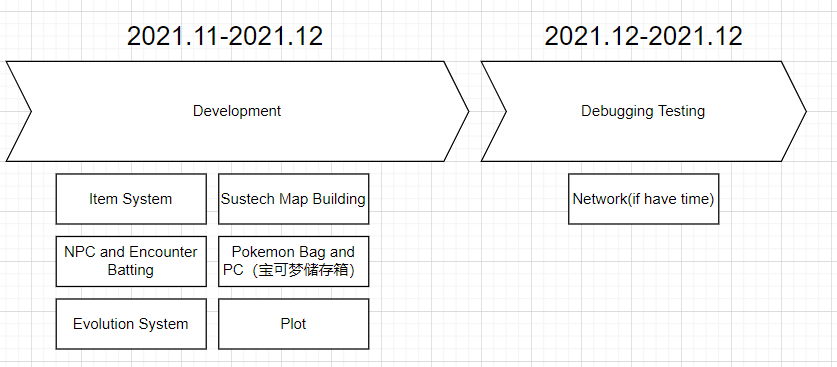 2021.11-2021.12
2021.12-2021.12
Development
Debugging Testing
Item System
Sustech Map Building
Network(if have time)
NPC and Encounter
Batting
Pokemon Bag and
PC（宝可梦储存箱）
Evolution System
Plot